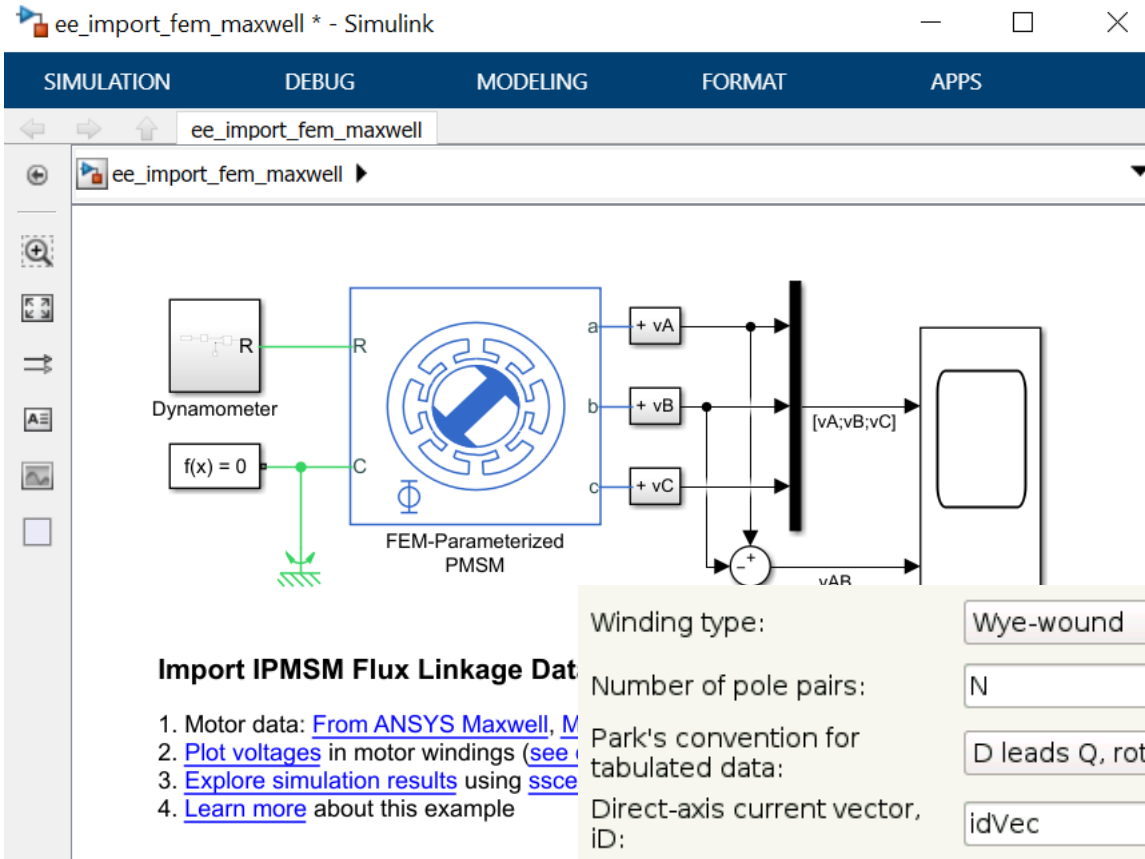 ee_import_fem_maxwell * - Simulink
SIMULATION DEBUG MODELING FORMAT APPS
ee_import_fem_maxwell
ee_import_fem_maxwell
R
Dynamometer
f(x) = 0
R
C
Φ
a
b
c
FEM-Parameterized
PMSM
+ vA
+ vB
+ vC
[vA;vB;vC]
vAB
Import IPMSM Flux Linkage Dat
1. Motor data: From ANSYS Maxwell, M
2. Plot voltages in motor windings (see
3. Explore simulation results using ssce
4. Learn more about this example
Winding type: Wye-wound
Number of pole pairs: N
Park's convention for
tabulated data: D leads Q, rot
Direct-axis current vector,
iD: idVec